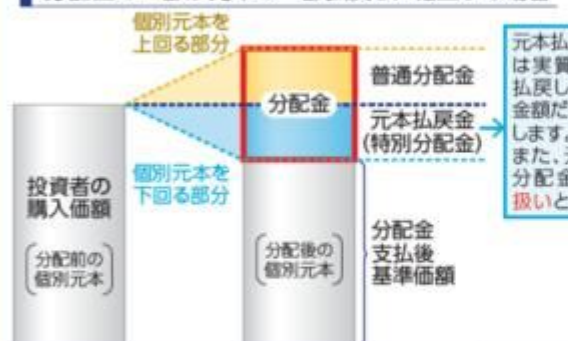 個別元本を
上回る部分
普通分配金
分配金
元本払戻金
(特別分配金)
個別元本を
下回る部分
投資者の
購入価額
(分配前の
個別元本)
(分配後の
個別元本)
分配金
支払後
基準価額
元本払
は実質
払戻し
金額だ
します
また、
分配金
扱いと